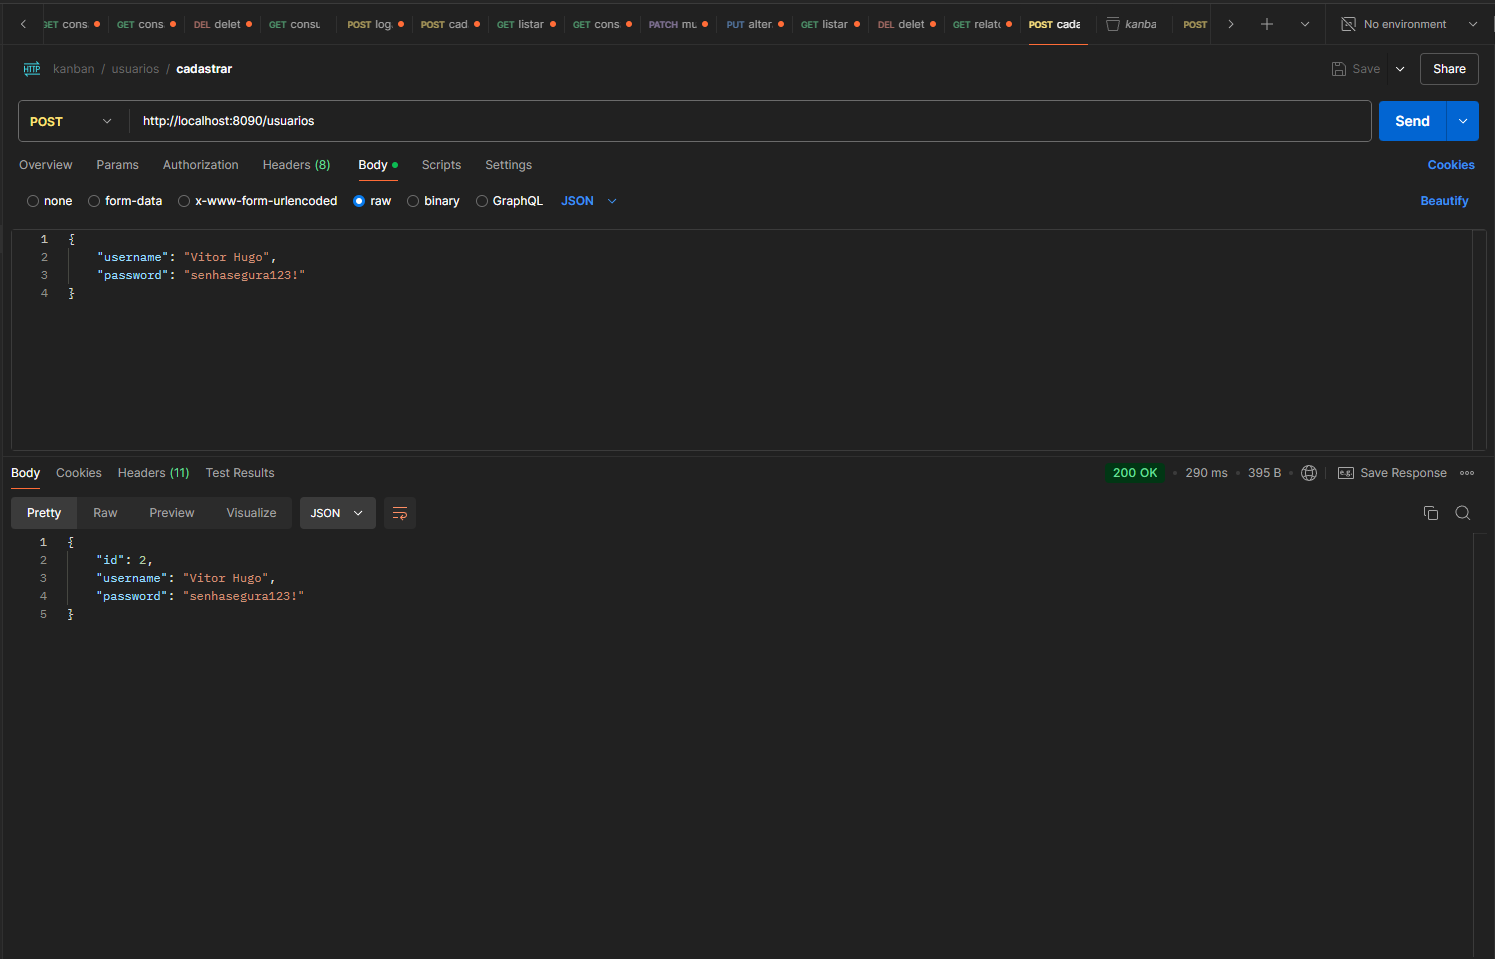 GET cons
GET cons.
DEL delet
GET consu
POST log.
POST cad
GET listar
GET cons.
PATCH mu
PUT alter.
GET listar
DEL delet
GET relatc
POST cada
kanba
POST
No environment
HTTP kanban / usuarios / cadastrar
Save
Share
POST http://localhost:8090/usuarios
Send
Overview Params Authorization Headers (8) Body Scripts Settings Cookies
none form-data x-www-form-urlencoded raw binary GraphQL JSON Beautify
1 {
2 "username": "Vitor Hugo",
3 "password": "senhasegura123!"
4 }
Body Cookies Headers (11) Test Results 200 OK • 290 ms • 395 B • e.g. Save Response
Pretty Raw Preview Visualize JSON
1 {
2 "id": 2,
3 "username": "Vitor Hugo",
4 "password": "senhasegura123!"
5 }